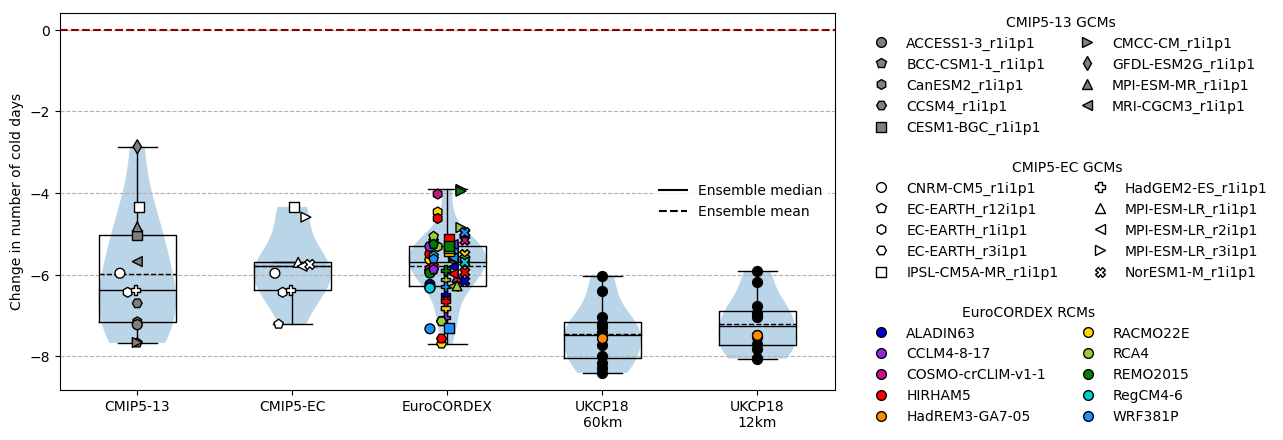 Change in number of cold days
0
−2
−4
−6
−8
CMIP5-13
CMIP5-EC
EuroCORDEX
UKCP18
60km
UKCP18
12km
Ensemble median
Ensemble mean
CMIP5-13 GCMs
ACCESS1-3_r1i1p1
BCC-CSM1-1_r1i1p1
CanESM2_r1i1p1
CCSM4_r1i1p1
CESM1-BGC_r1i1p1
CMCC-CM_r1i1p1
GFDL-ESM2G_r1i1p1
MPI-ESM-MR_r1i1p1
MRI-CGCM3_r1i1p1
CMIP5-EC GCMs
CNRM-CM5_r1i1p1
EC-EARTH_r12i1p1
EC-EARTH_r1i1p1
EC-EARTH_r3i1p1
IPSL-CM5A-MR_r1i1p1
HadGEM2-ES_r1i1p1
MPI-ESM-LR_r1i1p1
MPI-ESM-LR_r2i1p1
MPI-ESM-LR_r3i1p1
NorESM1-M_r1i1p1
EuroCORDEX RCMs
ALADIN63
CCLM4-8-17
COSMO-crCLIM-v1-1
HIRHAM5
HadREM3-GA7-05
RACMO22E
RCA4
REMO2015
RegCM4-6
WRF381P